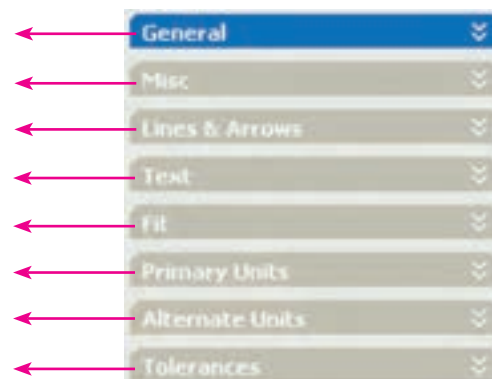 General
Misc
Lines & Arrows
Text
Fit
Primary Units
Alternate Units
Tolerances